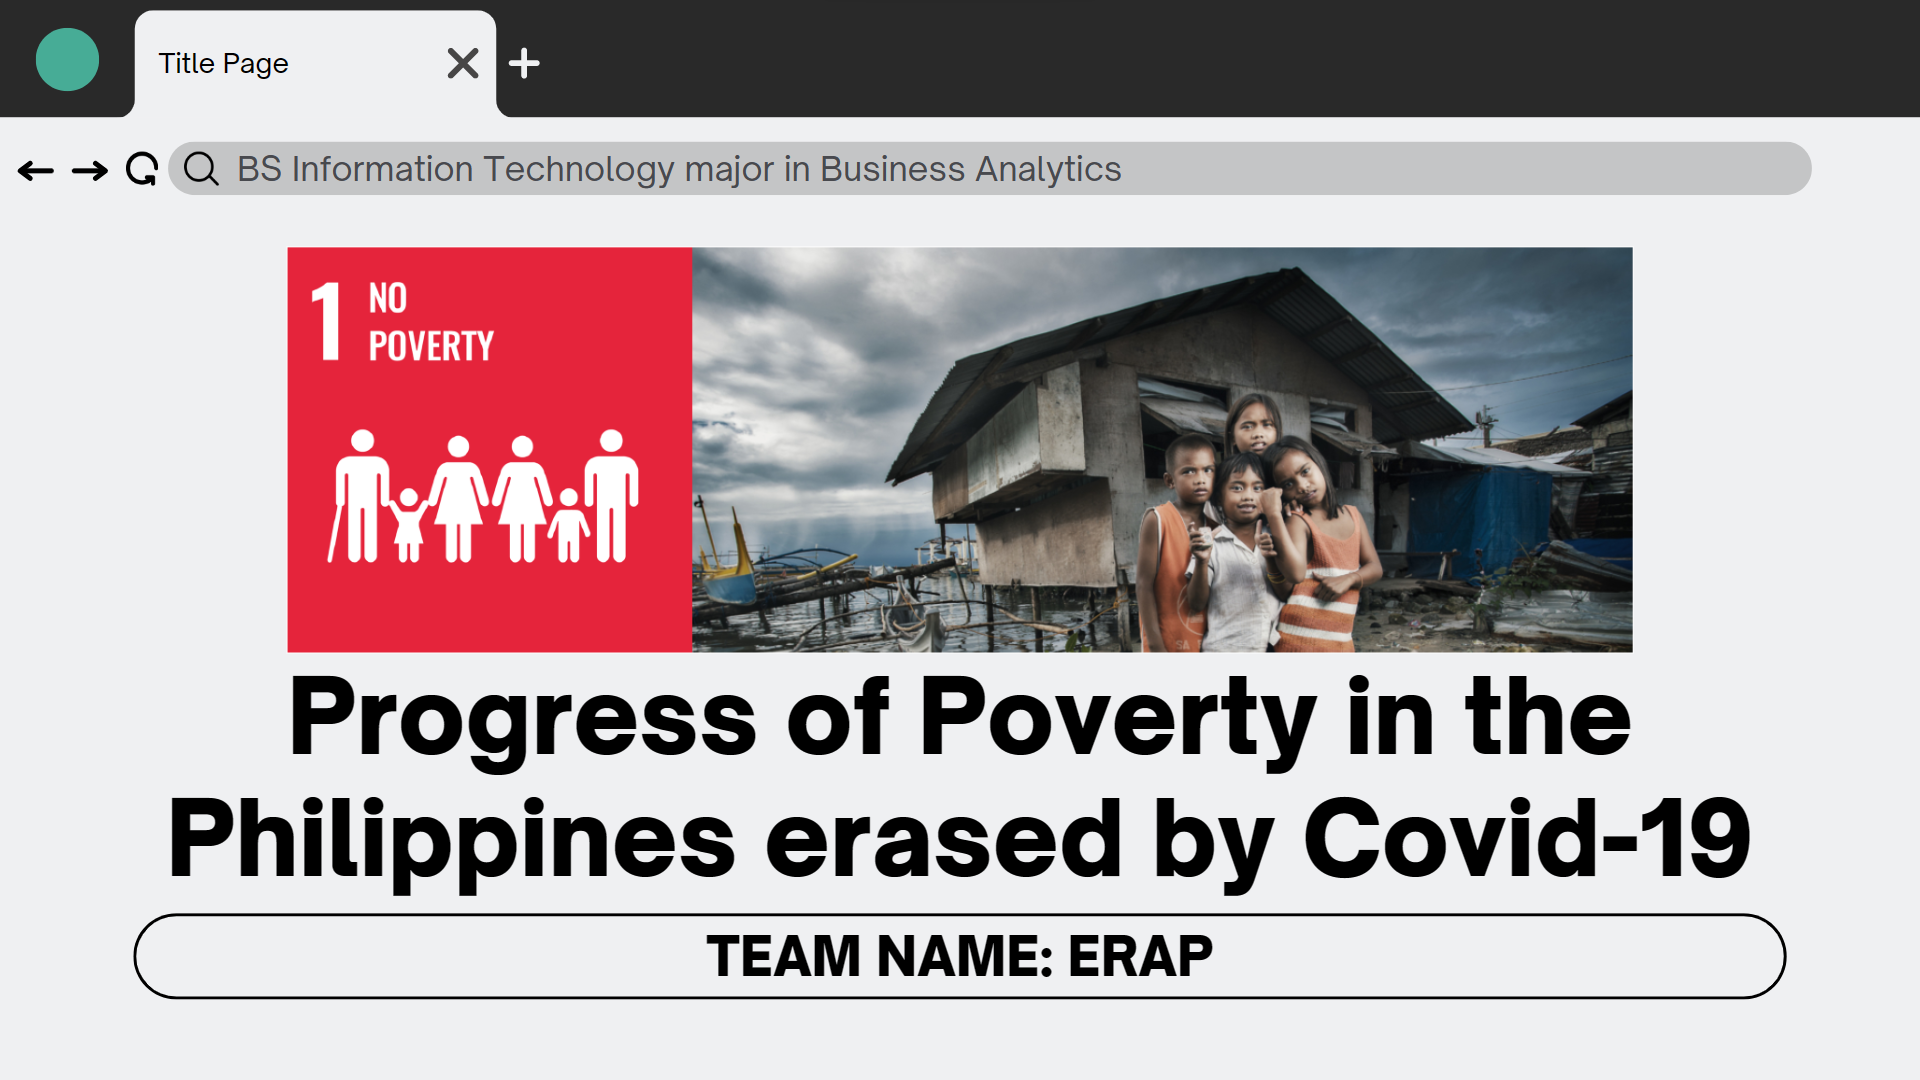 Title Page
BS Information Technology major in Business Analytics
1 NO
POVERTY
Progress of Poverty in the
Philippines erased by Covid-19
TEAM NAME: ERAP